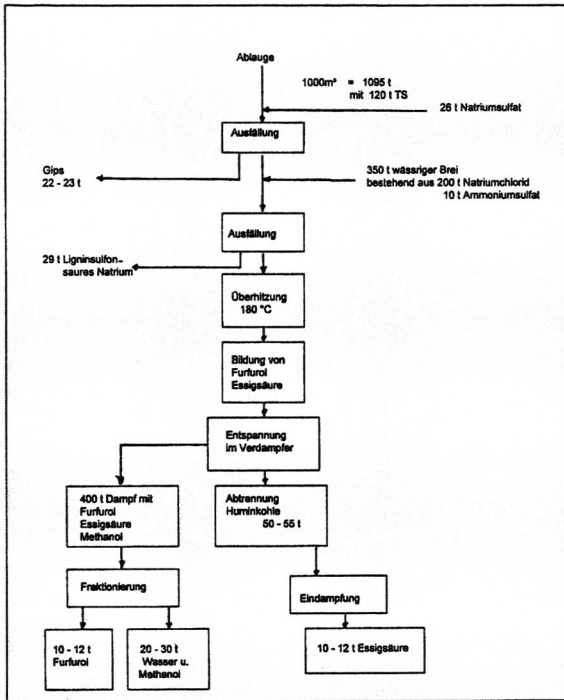 Ablauge
1000m³ = 1095 t
mit 120 t TS
26 t Natriumsulfat
Ausfällung
Gips
22 - 23 t
350 t wässriger Brei
bestehend aus 200 t Natriumchlorid
10 t Ammoniumsulfat
Ausfällung
29 t Ligninsulfon-
saures Natrium
Überhitzung
180 °C
Bildung von
Furfurol
Essigsäure
Entspannung
im Verdampfer
400 t Dampf mit
Furfurol
Essigsäure
Methanol
Abtrennung
Huminkohle
50 - 55 t
Fraktionierung
Eindampfung
10 - 12 t
Furfurol
20 - 30 t
Wasser u.
Methanol
10 - 12 t Essigsäure